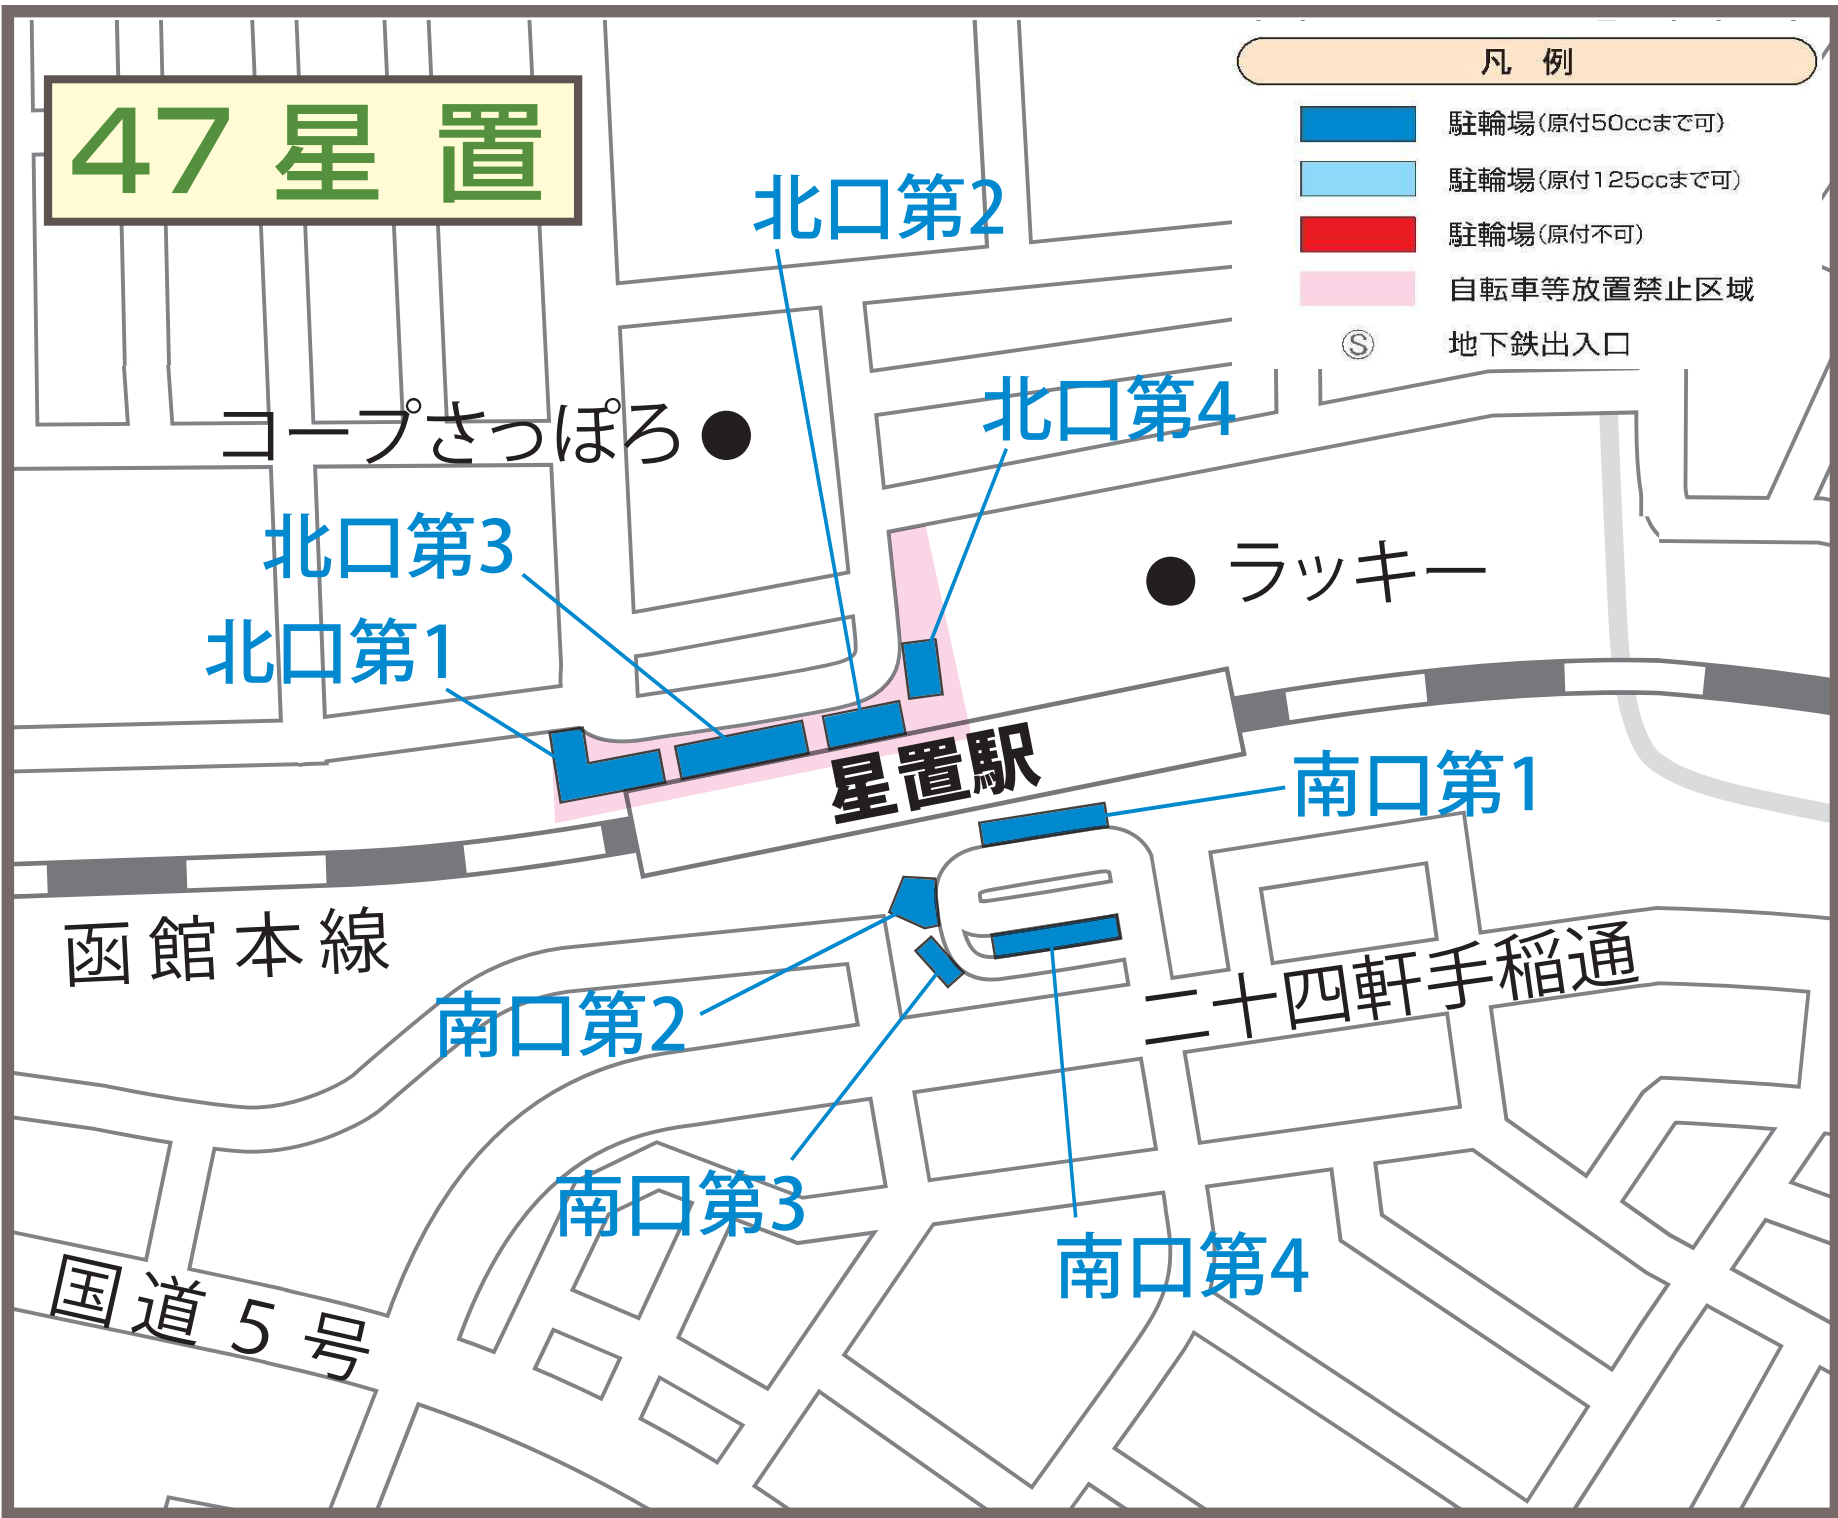 47 星 置
凡 例
駐輪場(原付50ccまで可)
駐輪場(原付125ccまで可)
駐輪場(原付不可)
自転車等放置禁止区域
Ⓢ 地下鉄出入口
北口第2
北口第4
コープさっぽろ
北口第3
ラッキー
北口第1
星置駅
南口第1
函館本線
二十四軒手稲通
南口第2
南口第3
南口第4
国道5号